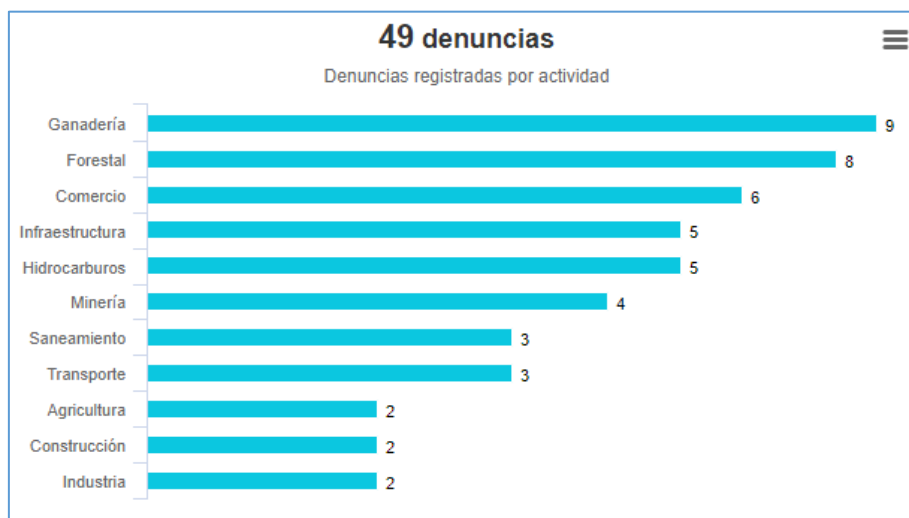 49 denuncias
Denuncias registradas por actividad
Ganadería 9
Forestal 8
Comercio 6
Infraestructura 5
Hidrocarburos 5
Minería 4
Saneamiento 3
Transporte 3
Agricultura 2
Construcción 2
Industria 2